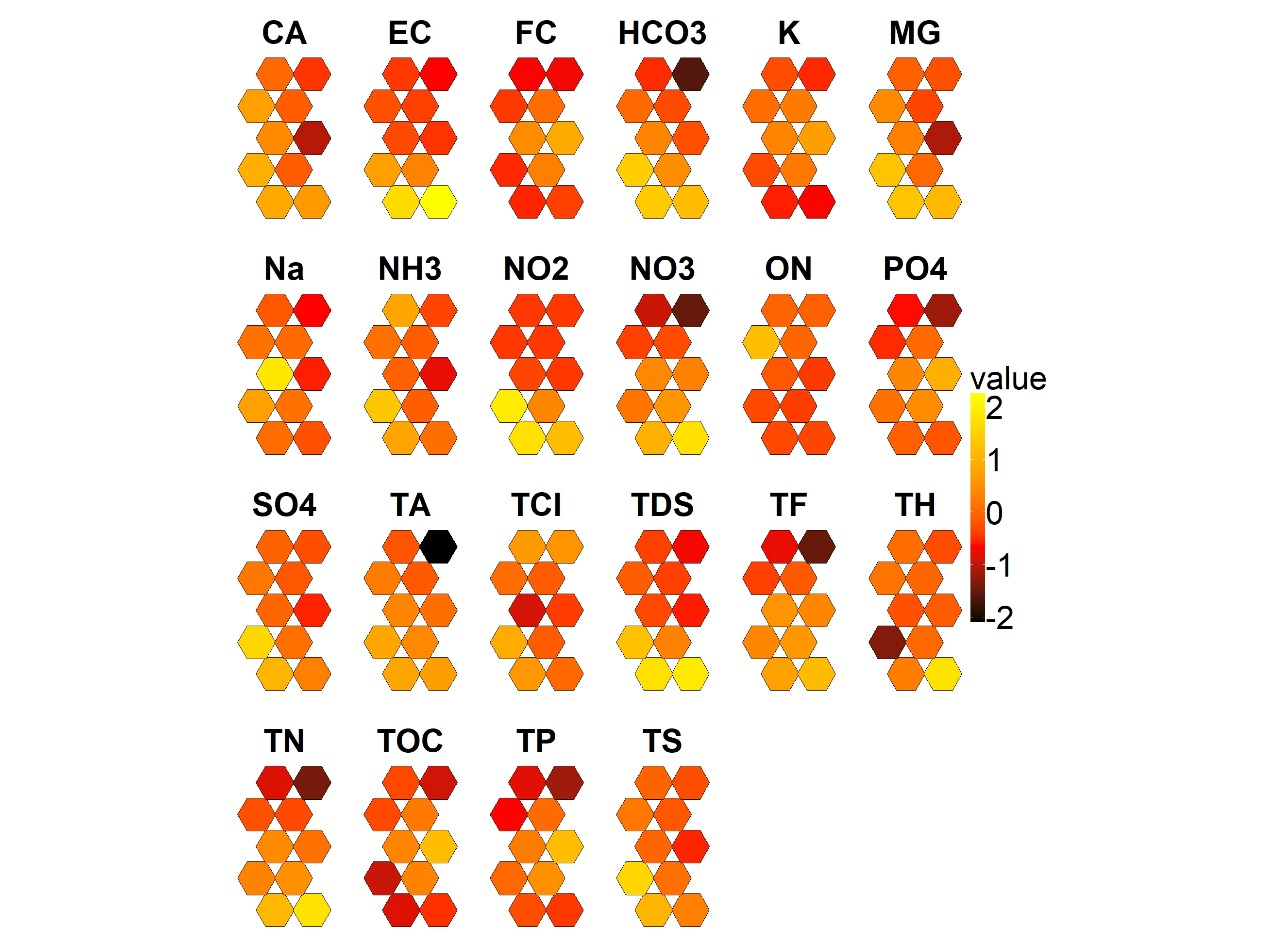 CA EC FC HCO3 K MG
Na NH3 NO2 NO3 ON PO4
value
2
1
0
-1
-2
SO4 TA TCI TDS TF TH
TN TOC TP TS